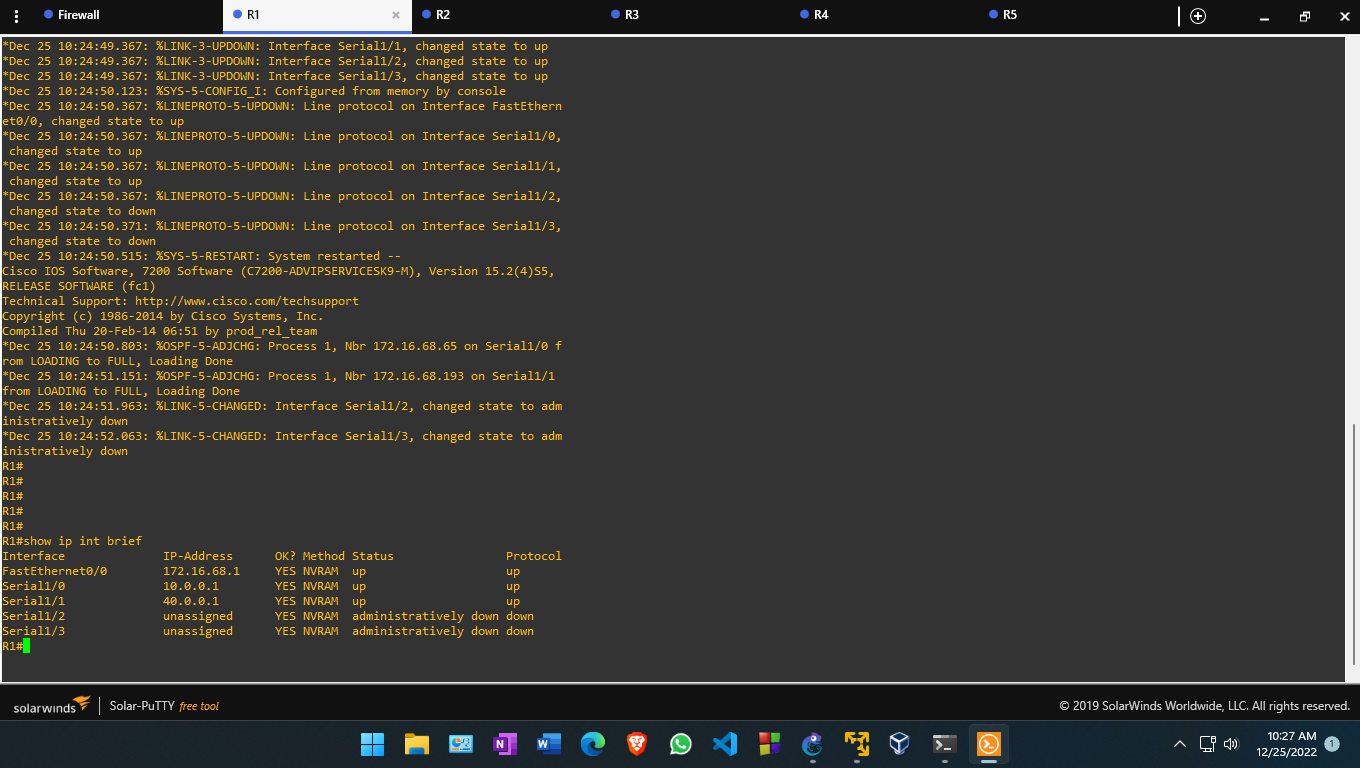 Firewall
R1
R2
R3
R4
R5
*Dec 25 10:24:49.367: %LINK-3-UPDOWN: Interface Serial1/1, changed state to up
*Dec 25 10:24:49.367: %LINK-3-UPDOWN: Interface Serial1/2, changed state to up
*Dec 25 10:24:49.367: %LINK-3-UPDOWN: Interface Serial1/3, changed state to up
*Dec 25 10:24:50.123: %SYS-5-CONFIG_I: Configured from memory by console
*Dec 25 10:24:50.367: %LINEPROTO-5-UPDOWN: Line protocol on Interface FastEthern
et0/0, changed state to up
*Dec 25 10:24:50.367: %LINEPROTO-5-UPDOWN: Line protocol on Interface Serial1/0,
changed state to up
*Dec 25 10:24:50.367: %LINEPROTO-5-UPDOWN: Line protocol on Interface Serial1/1,
changed state to up
*Dec 25 10:24:50.367: %LINEPROTO-5-UPDOWN: Line protocol on Interface Serial1/2,
changed state to down
*Dec 25 10:24:50.371: %LINEPROTO-5-UPDOWN: Line protocol on Interface Serial1/3,
changed state to down
*Dec 25 10:24:50.515: %SYS-5-RESTART: System restarted --
Cisco IOS Software, 7200 Software (C7200-ADVIPSERVICESK9-M), Version 15.2(4)S5,
RELEASE SOFTWARE (fc1)
Technical Support: http://www.cisco.com/techsupport
Copyright (c) 1986-2014 by Cisco Systems, Inc.
Compiled Thu 20-Feb-14 06:51 by prod_rel_team
*Dec 25 10:24:50.803: %OSPF-5-ADJCHG: Process 1, Nbr 172.16.68.65 on Serial1/0 f
rom LOADING to FULL, Loading Done
*Dec 25 10:24:51.151: %OSPF-5-ADJCHG: Process 1, Nbr 172.16.68.193 on Serial1/1
from LOADING to FULL, Loading Done
*Dec 25 10:24:51.963: %LINK-5-CHANGED: Interface Serial1/2, changed state to adm
inistratively down
*Dec 25 10:24:52.063: %LINK-5-CHANGED: Interface Serial1/3, changed state to adm
inistratively down
R1#
R1#
R1#
R1#
R1#
R1#show ip int brief
Interface IP-Address OK? Method Status Protocol
FastEthernet0/0 172.16.68.1 YES NVRAM up up
Serial1/0 10.0.0.1 YES NVRAM up up
Serial1/1 40.0.0.1 YES NVRAM up up
Serial1/2 unassigned YES NVRAM administratively down down
Serial1/3 unassigned YES NVRAM administratively down down
R1#
solarwinds Solar-PuTTY free tool
© 2019 SolarWinds Worldwide, LLC. All rights reserved.
10:27 AM
12/25/2022
1